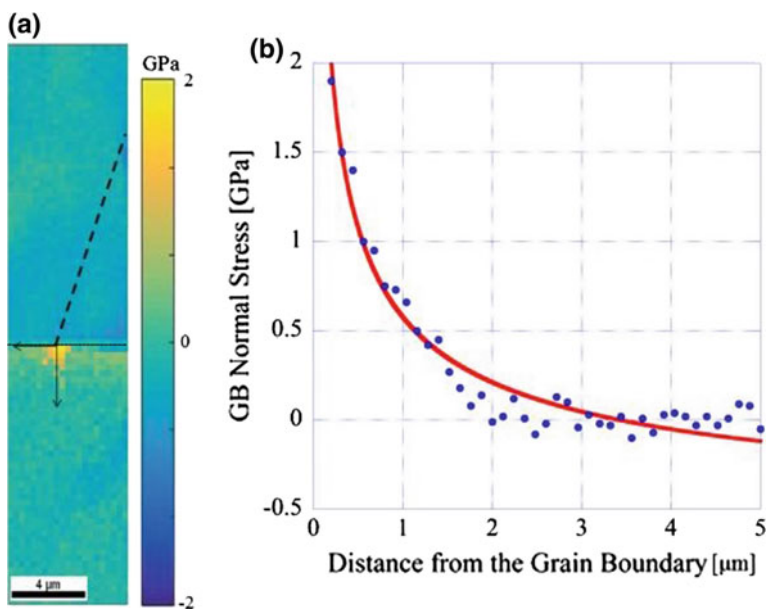 (a)
GPa
2
0
-2
4 μm
(b)
GB Normal Stress [GPa]
2
1.5
1
0.5
0
-0.5
0 1 2 3 4 5
Distance from the Grain Boundary [μm]